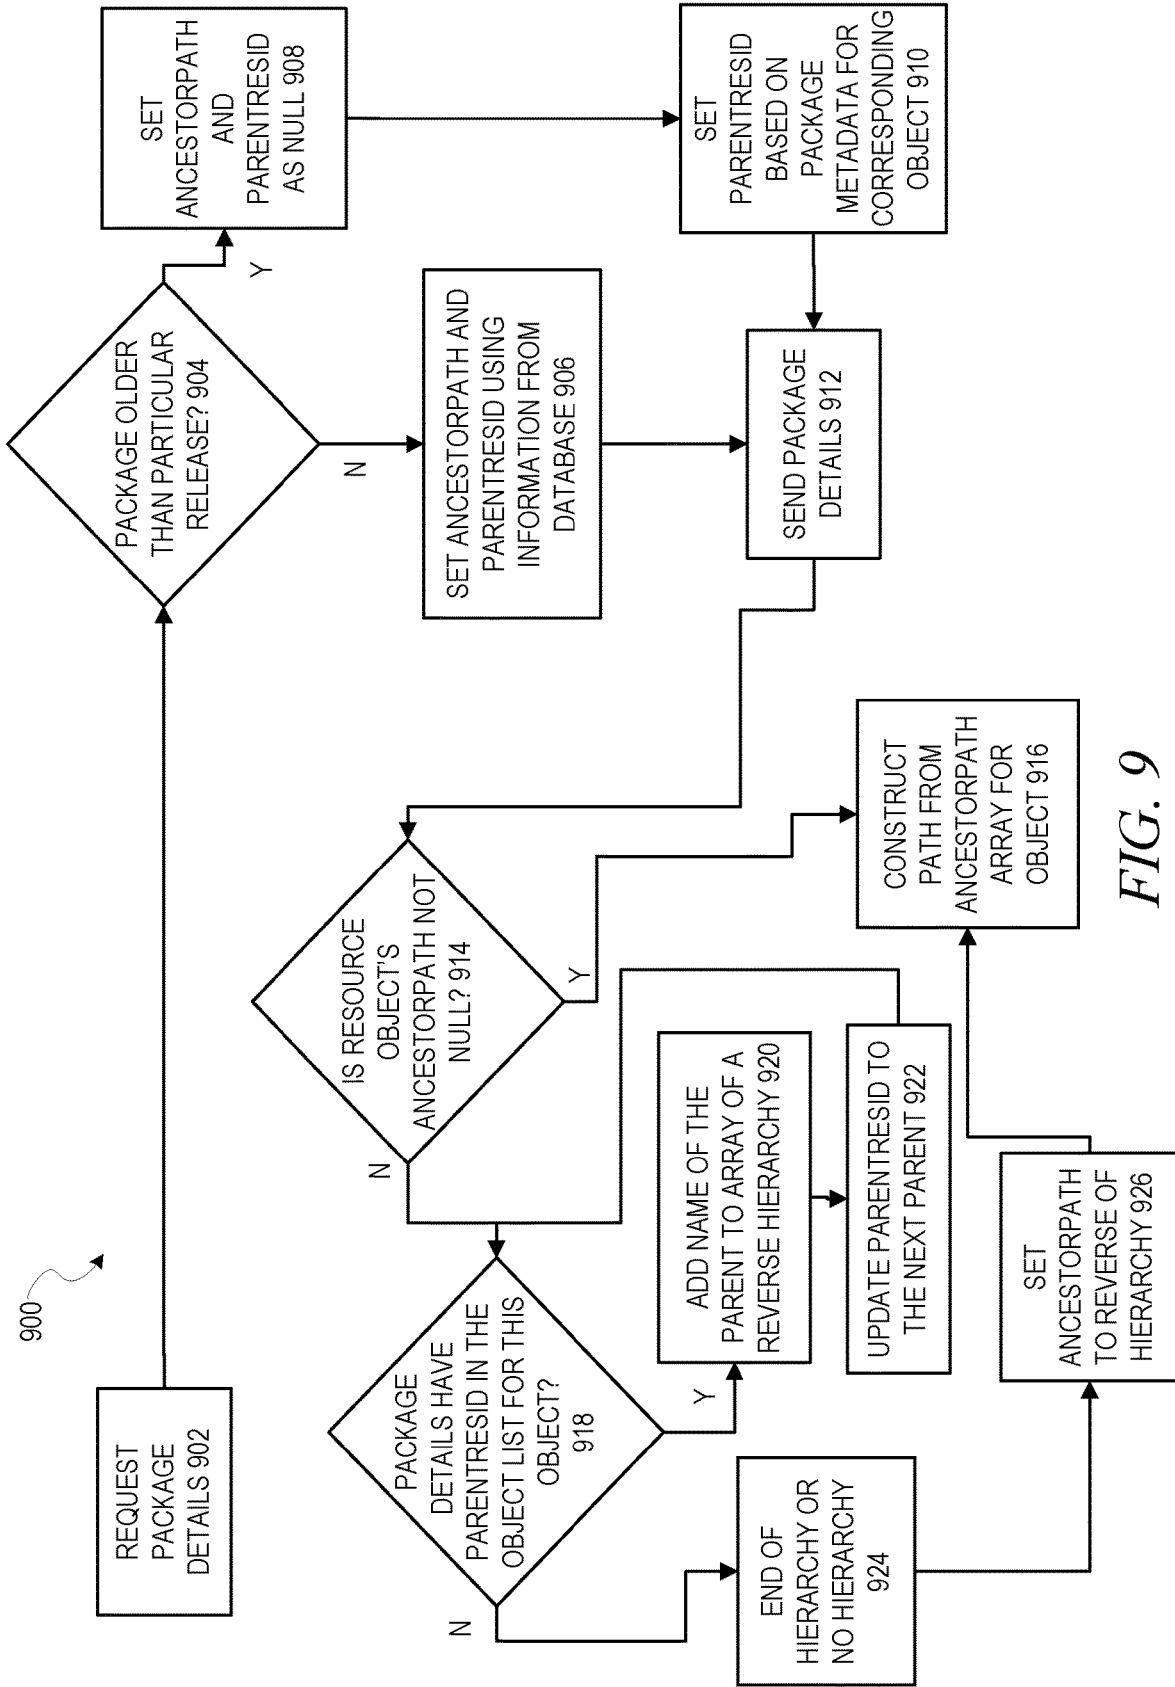 900
REQUEST
PACKAGE
DETAILS 902
PACKAGE OLDER
THAN PARTICULAR
RELEASE? 904
Y
N
SET
ANCESTORPATH
AND
PARENTRESID
AS NULL 908
SET ANCESTORPATH AND
PARENTRESID USING
INFORMATION FROM
DATABASE 906
SET
PARENTRESID
BASED ON
PACKAGE
METADATA FOR
CORRESPONDING
OBJECT 910
SEND PACKAGE
DETAILS 912
IS RESOURCE
OBJECT'S
ANCESTORPATH NOT
NULL? 914
N
Y
CONSTRUCT
PATH FROM
ANCESTORPATH
ARRAY FOR
OBJECT 916
PACKAGE
DETAILS HAVE
PARENTRESID IN THE
OBJECT LIST FOR THIS
OBJECT?
918
N
Y
ADD NAME OF THE
PARENT TO ARRAY OF A
REVERSE HIERARCHY 920
UPDATE PARENTRESID TO
THE NEXT PARENT 922
END OF
HIERARCHY OR
NO HIERARCHY
924
SET
ANCESTORPATH
TO REVERSE OF
HIERARCHY 926
FIG. 9